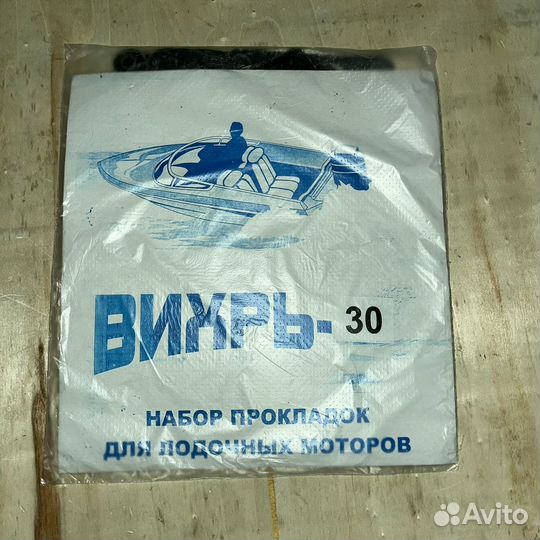 ВИХРЬ- 30
НАБОР ПРОКЛАДОК
ДЛЯ ЛОДОЧНЫХ МОТОРОВ
Avito